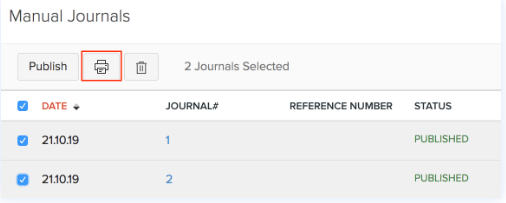 Manual Journals
Publish 2 Journals Selected
DATE JOURNAL# REFERENCE NUMBER STATUS
21.10.19 1 PUBLISHED
21.10.19 2 PUBLISHED